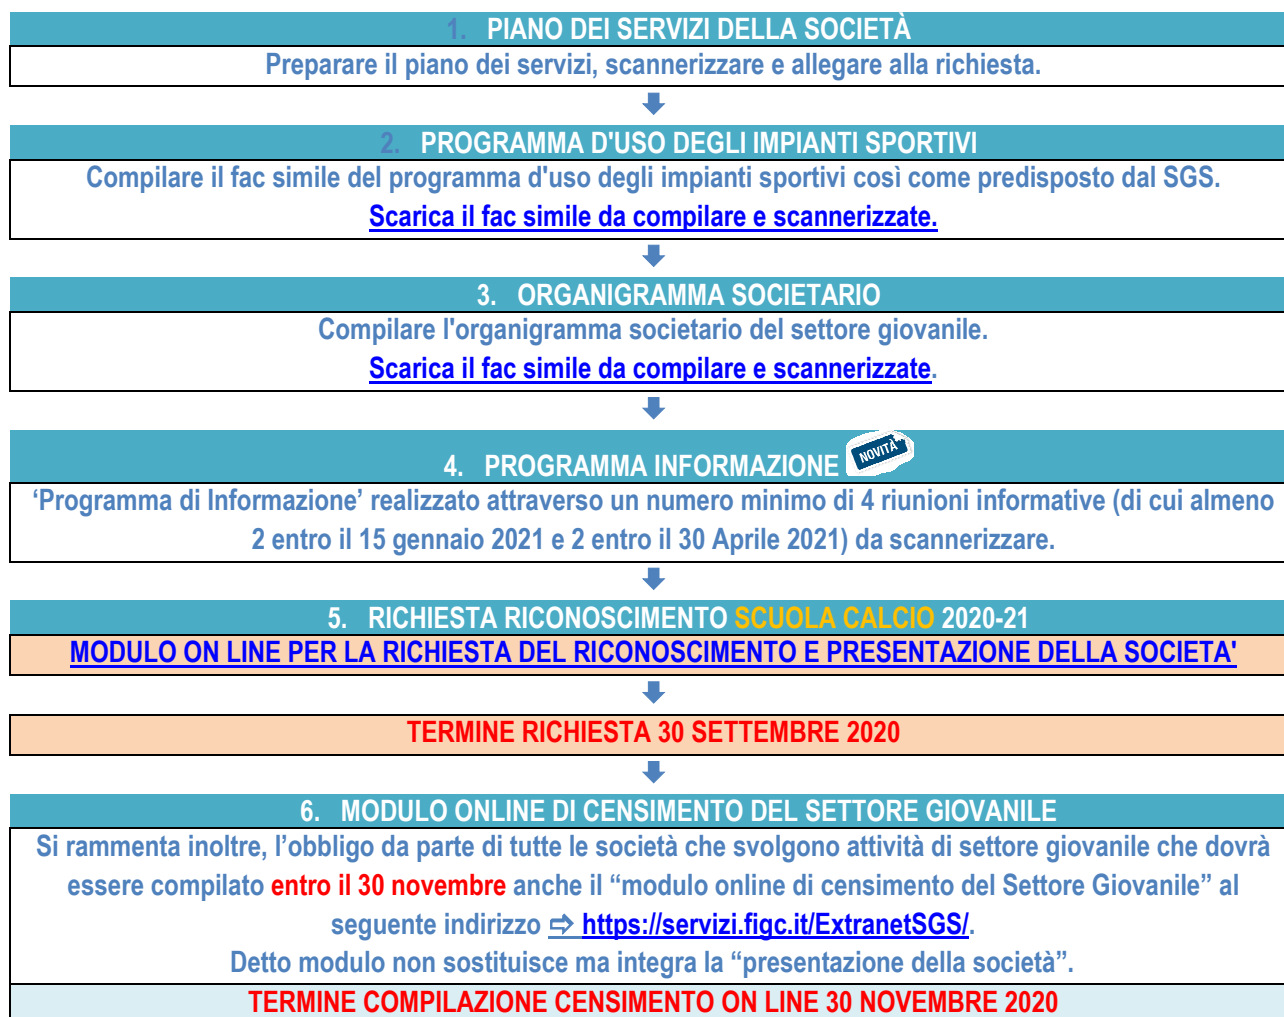 1. PIANO DEI SERVIZI DELLA SOCIETÀ
Preparare il piano dei servizi, scannerizzare e allegare alla richiesta.
2. PROGRAMMA D'USO DEGLI IMPIANTI SPORTIVI
Compilare il fac simile del programma d'uso degli impianti sportivi così come predisposto dal SGS.
Scarica il fac simile da compilare e scannerizzate.
3. ORGANIGRAMMA SOCIETARIO
Compilare l'organigramma societario del settore giovanile.
Scarica il fac simile da compilare e scannerizzate.
4. PROGRAMMA INFORMAZIONE NOVITÀ
‘Programma di Informazione’ realizzato attraverso un numero minimo di 4 riunioni informative (di cui almeno
2 entro il 15 gennaio 2021 e 2 entro il 30 Aprile 2021) da scannerizzare.
5. RICHIESTA RICONOSCIMENTO SCUOLA CALCIO 2020-21
MODULO ON LINE PER LA RICHIESTA DEL RICONOSCIMENTO E PRESENTAZIONE DELLA SOCIETA'
TERMINE RICHIESTA 30 SETTEMBRE 2020
6. MODULO ONLINE DI CENSIMENTO DEL SETTORE GIOVANILE
Si rammenta inoltre, l’obbligo da parte di tutte le società che svolgono attività di settore giovanile che dovrà
essere compilato entro il 30 novembre anche il “modulo online di censimento del Settore Giovanile” al
seguente indirizzo ⇨ https://servizi.figc.it/ExtranetSGS/.
Detto modulo non sostituisce ma integra la “presentazione della società”.
TERMINE COMPILAZIONE CENSIMENTO ON LINE 30 NOVEMBRE 2020